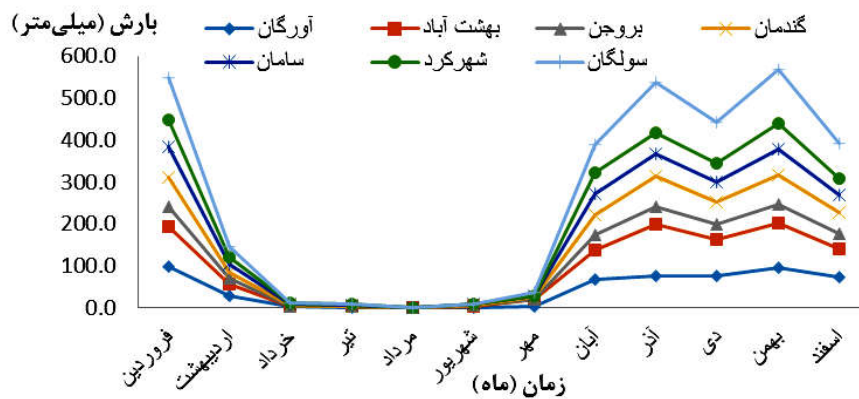 بارش (میلی‌متر)
آورگان بهشت آباد بروجن گندمان
سامان شهرکرد سولگان
600.0
500.0
400.0
300.0
200.0
100.0
0.0
فروردین اردیبهشت خرداد تیر مرداد شهریور مهر آبان آذر دی بهمن اسفند
زمان (ماه)